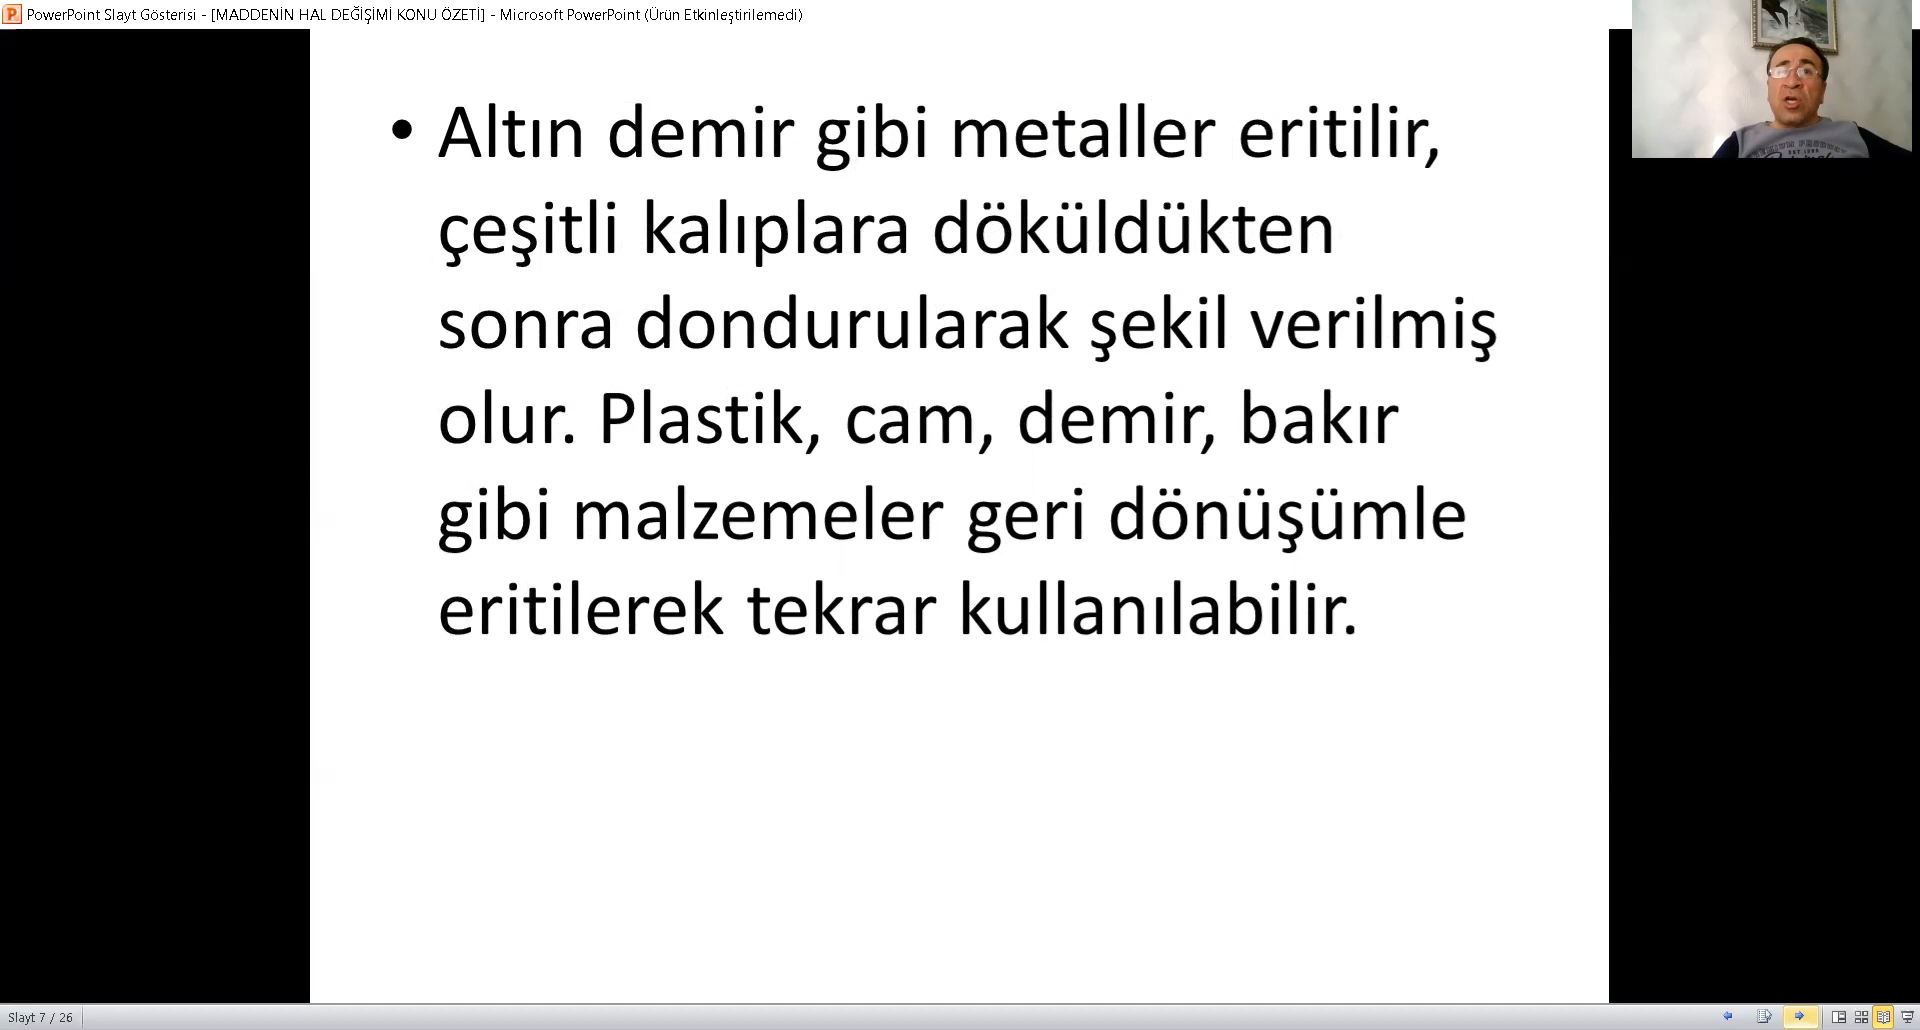 PowerPoint Slayt Gösterisi - [MADDENİN HAL DEĞİŞİMİ KONU ÖZETİ] - Microsoft PowerPoint (Ürün Etkinleştirilemedi)
• Altın demir gibi metaller eritilir,
çeşitli kalıplara döküldükten
sonra dondurularak şekil verilmiş
olur. Plastik, cam, demir, bakır
gibi malzemeler geri dönüşümle
eritilerek tekrar kullanılabilir.
Slayt 7 / 26